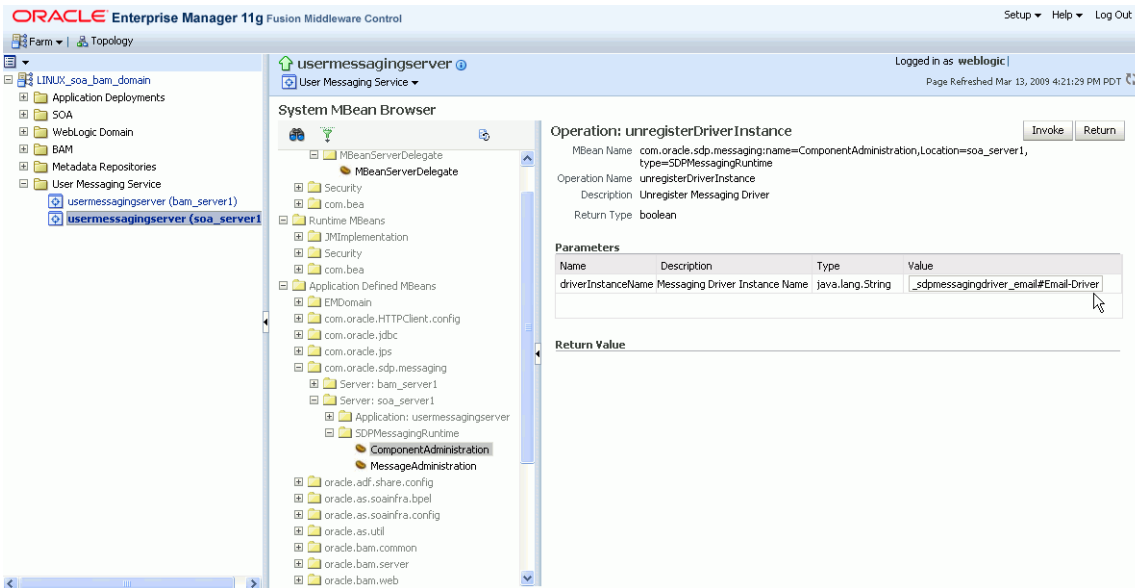 ORACLE Enterprise Manager 11g Fusion Middleware Control
Setup Help Log Out
Farm | Topology
LINUX_soa_bam_domain
Application Deployments
SOA
WebLogic Domain
BAM
Metadata Repositories
User Messaging Service
usermessagingserver (bam_server1)
usermessagingserver (soa_server1
usermessagingserver
User Messaging Service
Logged in as weblogic|
Page Refreshed Mar 13, 2009 4:21:29 PM PDT
System MBean Browser
MBeanServerDelegate
MBeanServerDelegate
Security
com.bea
Runtime MBeans
JMImplementation
Security
com.bea
Application Defined MBeans
EMDomain
com.oracle.HTTPClient.config
com.oracle.jdbc
com.oracle.jps
com.oracle.sdp.messaging
Server: bam_server1
Server: soa_server1
Application: usermessagingserver
SDPMessagingRuntime
ComponentAdministration
MessageAdministration
oracle.adf.share.config
oracle.as.soainfra.bpel
oracle.as.soainfra.config
oracle.as.util
oracle.bam.common
oracle.bam.server
oracle.bam.web
Operation: unregisterDriverInstance
Invoke Return
MBean Name com.oracle.sdp.messaging:name=ComponentAdministration,Location=soa_server1,
type=SDPMessagingRuntime
Operation Name unregisterDriverInstance
Description Unregister Messaging Driver
Return Type boolean
Parameters
Name Description Type Value
driverInstanceName Messaging Driver Instance Name java.lang.String _sdpmessagingdriver_email#Email-Driver
Return Value